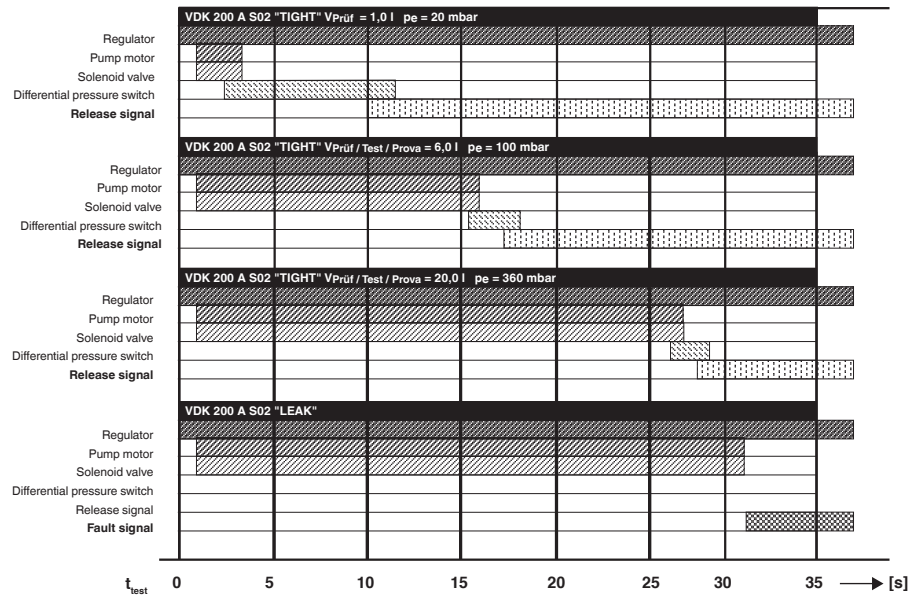 VDK 200 A S02 "TIGHT" VPrüf = 1,0 l pe = 20 mbar
Regulator
Pump motor
Solenoid valve
Differential pressure switch
Release signal
VDK 200 A S02 "TIGHT" VPrüf / Test / Prova = 6,0 l pe = 100 mbar
Regulator
Pump motor
Solenoid valve
Differential pressure switch
Release signal
VDK 200 A S02 "TIGHT" VPrüf / Test / Prova = 20,0 l pe = 360 mbar
Regulator
Pump motor
Solenoid valve
Differential pressure switch
Release signal
VDK 200 A S02 "LEAK"
Regulator
Pump motor
Solenoid valve
Differential pressure switch
Release signal
Fault signal
ttest 0 5 10 15 20 25 30 35 [s]